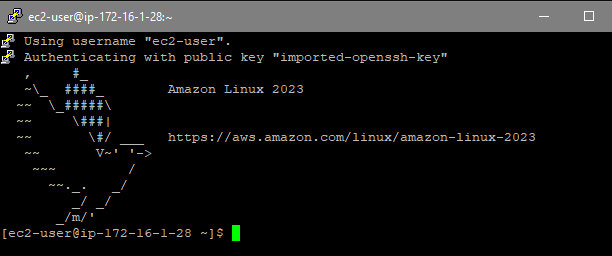 ec2-user@ip-172-16-1-28:~
Using username "ec2-user".
Authenticating with public key "imported-openssh-key"
   ,     #_
   ~\_  ####_        Amazon Linux 2023
  ~~  \_#####\
  ~~     \###|
  ~~       \#/ ___   https://aws.amazon.com/linux/amazon-linux-2023
   ~~       V~' '->
    ~~~         /
      ~~._.   _/
         _/ _/
       _/m/'
[ec2-user@ip-172-16-1-28 ~]$